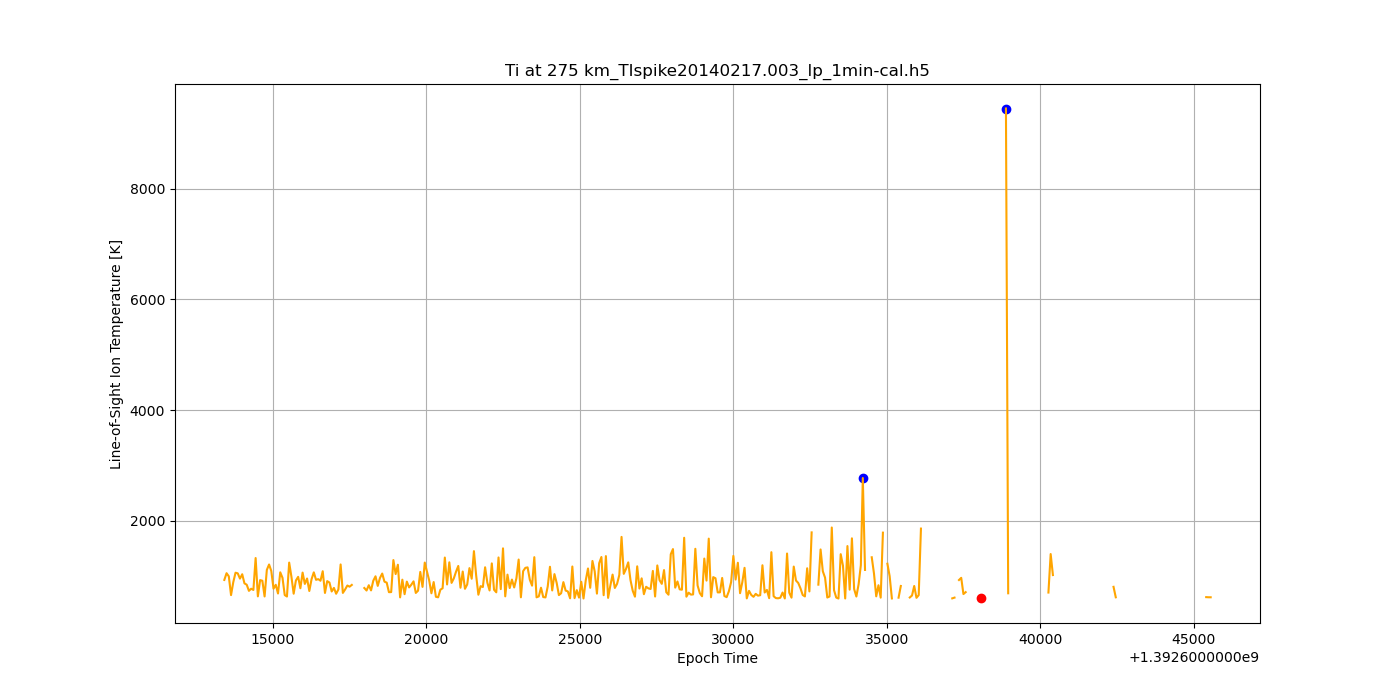 Ti at 275 km_TIspike20140217.003_lp_1min-cal.h5
Line-of-Sight Ion Temperature [K]
8000
6000
4000
2000
15000 20000 25000 30000 35000 40000 45000
Epoch Time
+1.3926000000e9